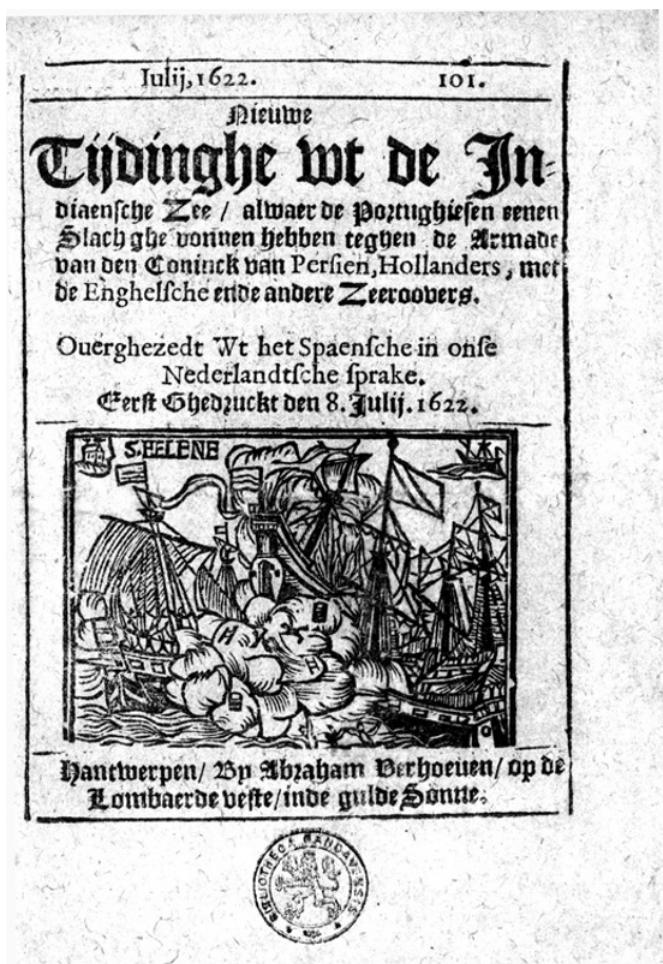 Iulij, 1622. 101.
Nieuwe
Tijdinghe wt de In-
diaensche Zee / alwaer de Portughiesen eenen
Slach ghe vonnen hebben teghen de Armade
van den Coninck van Persien, Hollanders, met
de Enghelsche ende andere Zeeroovers.
Ouerghezedt Wt het Spaensche in onse
Nederlandtsche sprake.
Eerst Ghedruckt den 8. Julij. 1622.
S. HELENE
H
H
Hantwerpen / By Abraham Verhoeuen / op de
Lombaerde veste / inde gulde Sonne.
BIBLIOTHECA GANDAVENSIS